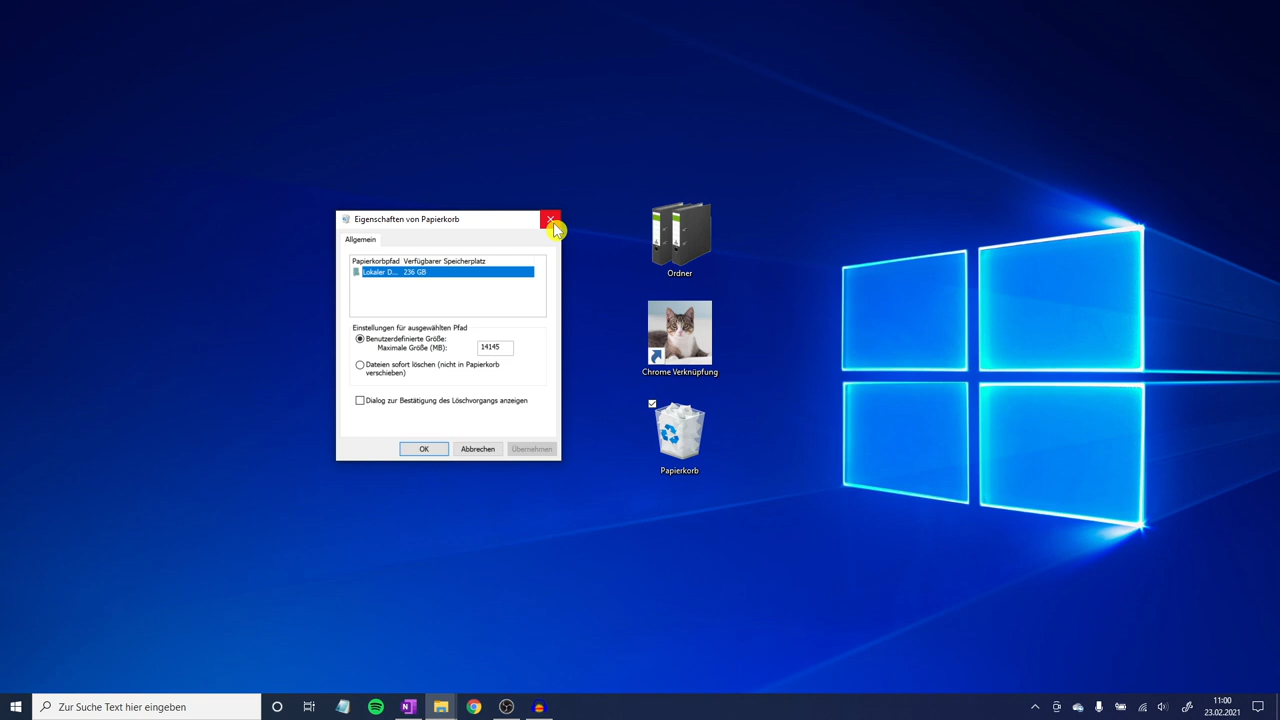 Eigenschaften von Papierkorb
Allgemein
Papierkorbpfad Verfügbarer Speicherplatz
Lokaler D... 236 GB
Einstellungen für ausgewählten Pfad
Benutzerdefinierte Größe:
Maximale Größe (MB): 14145
Dateien sofort löschen (nicht in Papierkorb
verschieben)
Dialog zur Bestätigung des Löschvorgangs anzeigen
OK Abbrechen Übernehmen
Ordner
Chrome Verknüpfung
Papierkorb
Zur Suche Text hier eingeben
11:00
23.02.2021